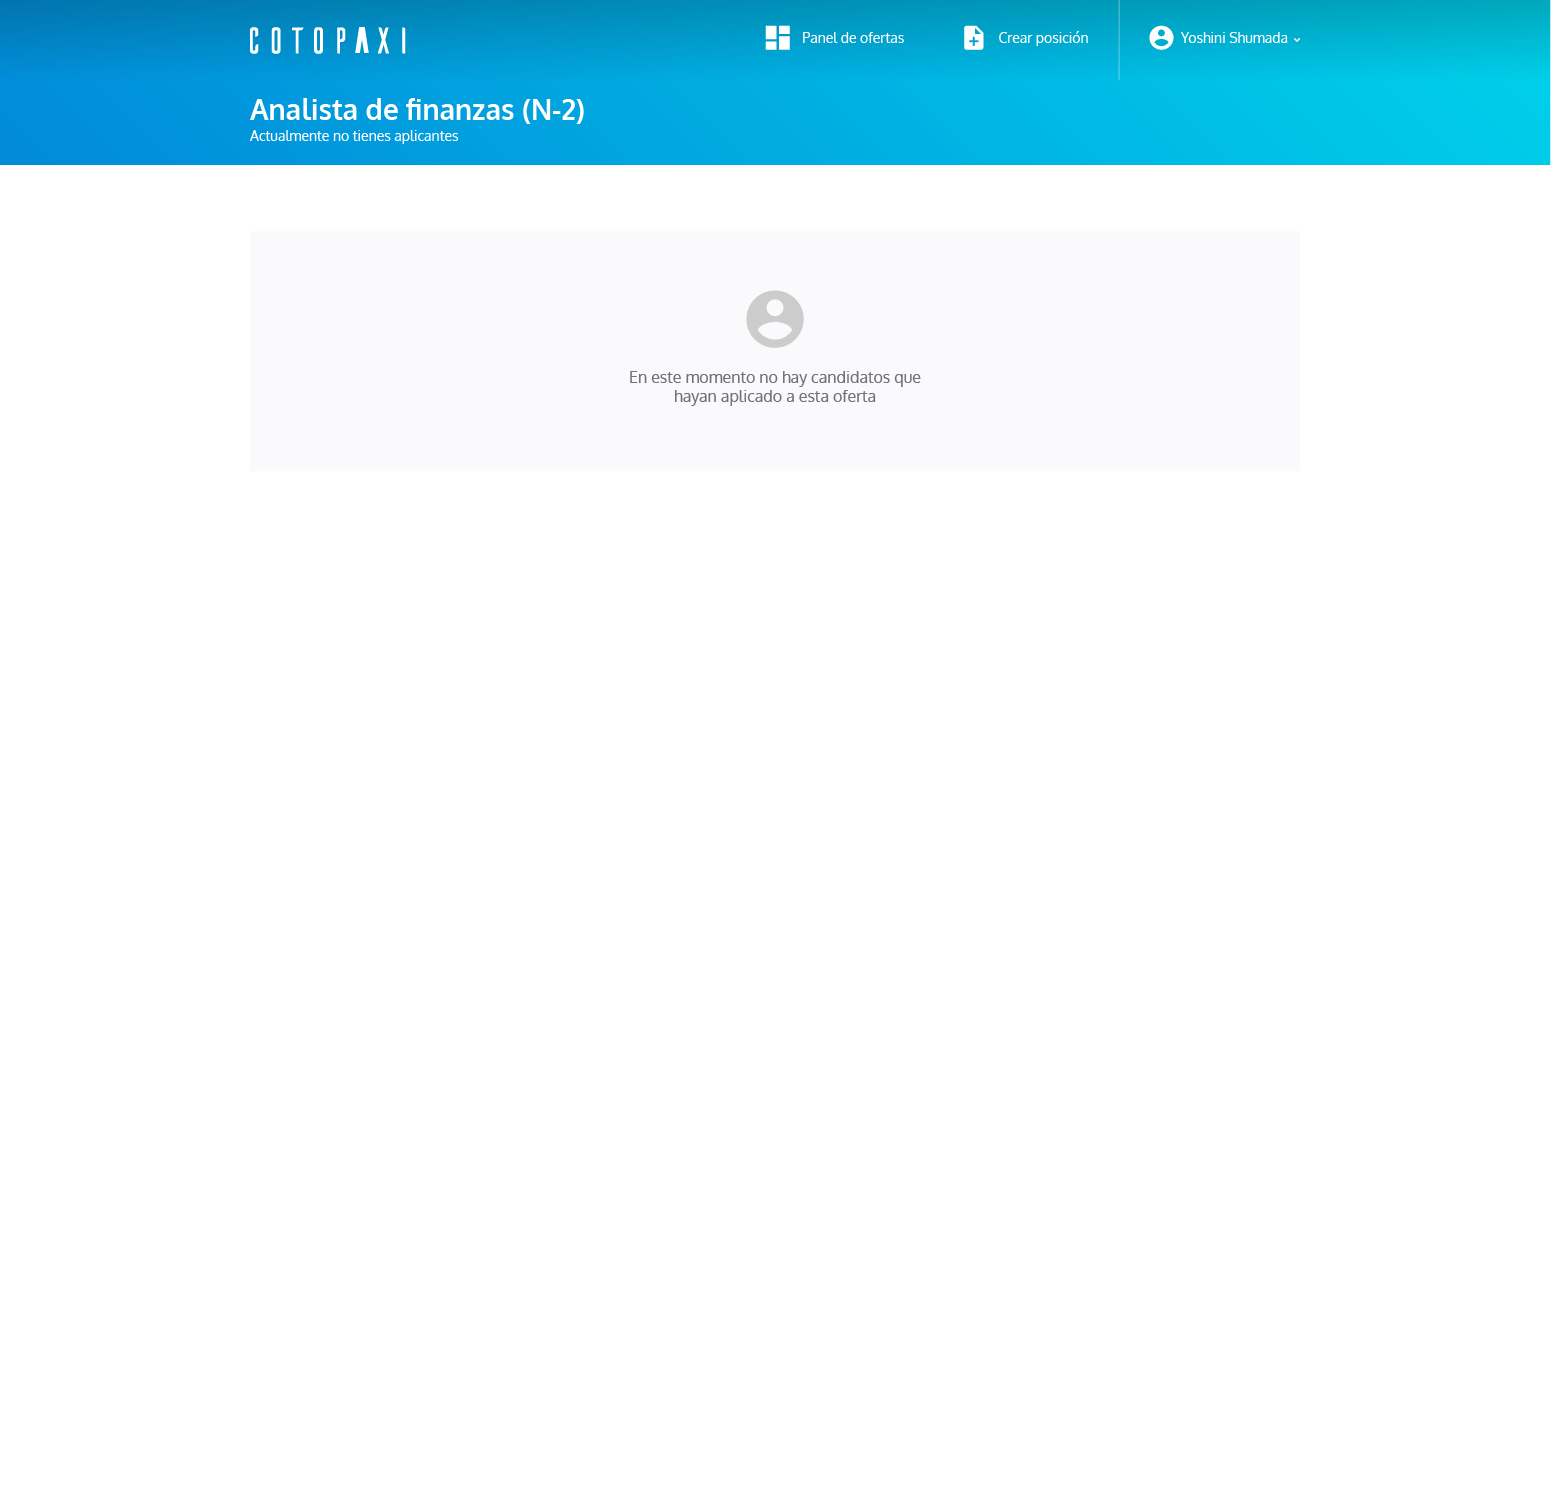 COTOPAXI
Panel de ofertas
Crear posición
Yoshini Shumada
Analista de finanzas (N-2)
Actualmente no tienes aplicantes
En este momento no hay candidatos que
hayan aplicado a esta oferta